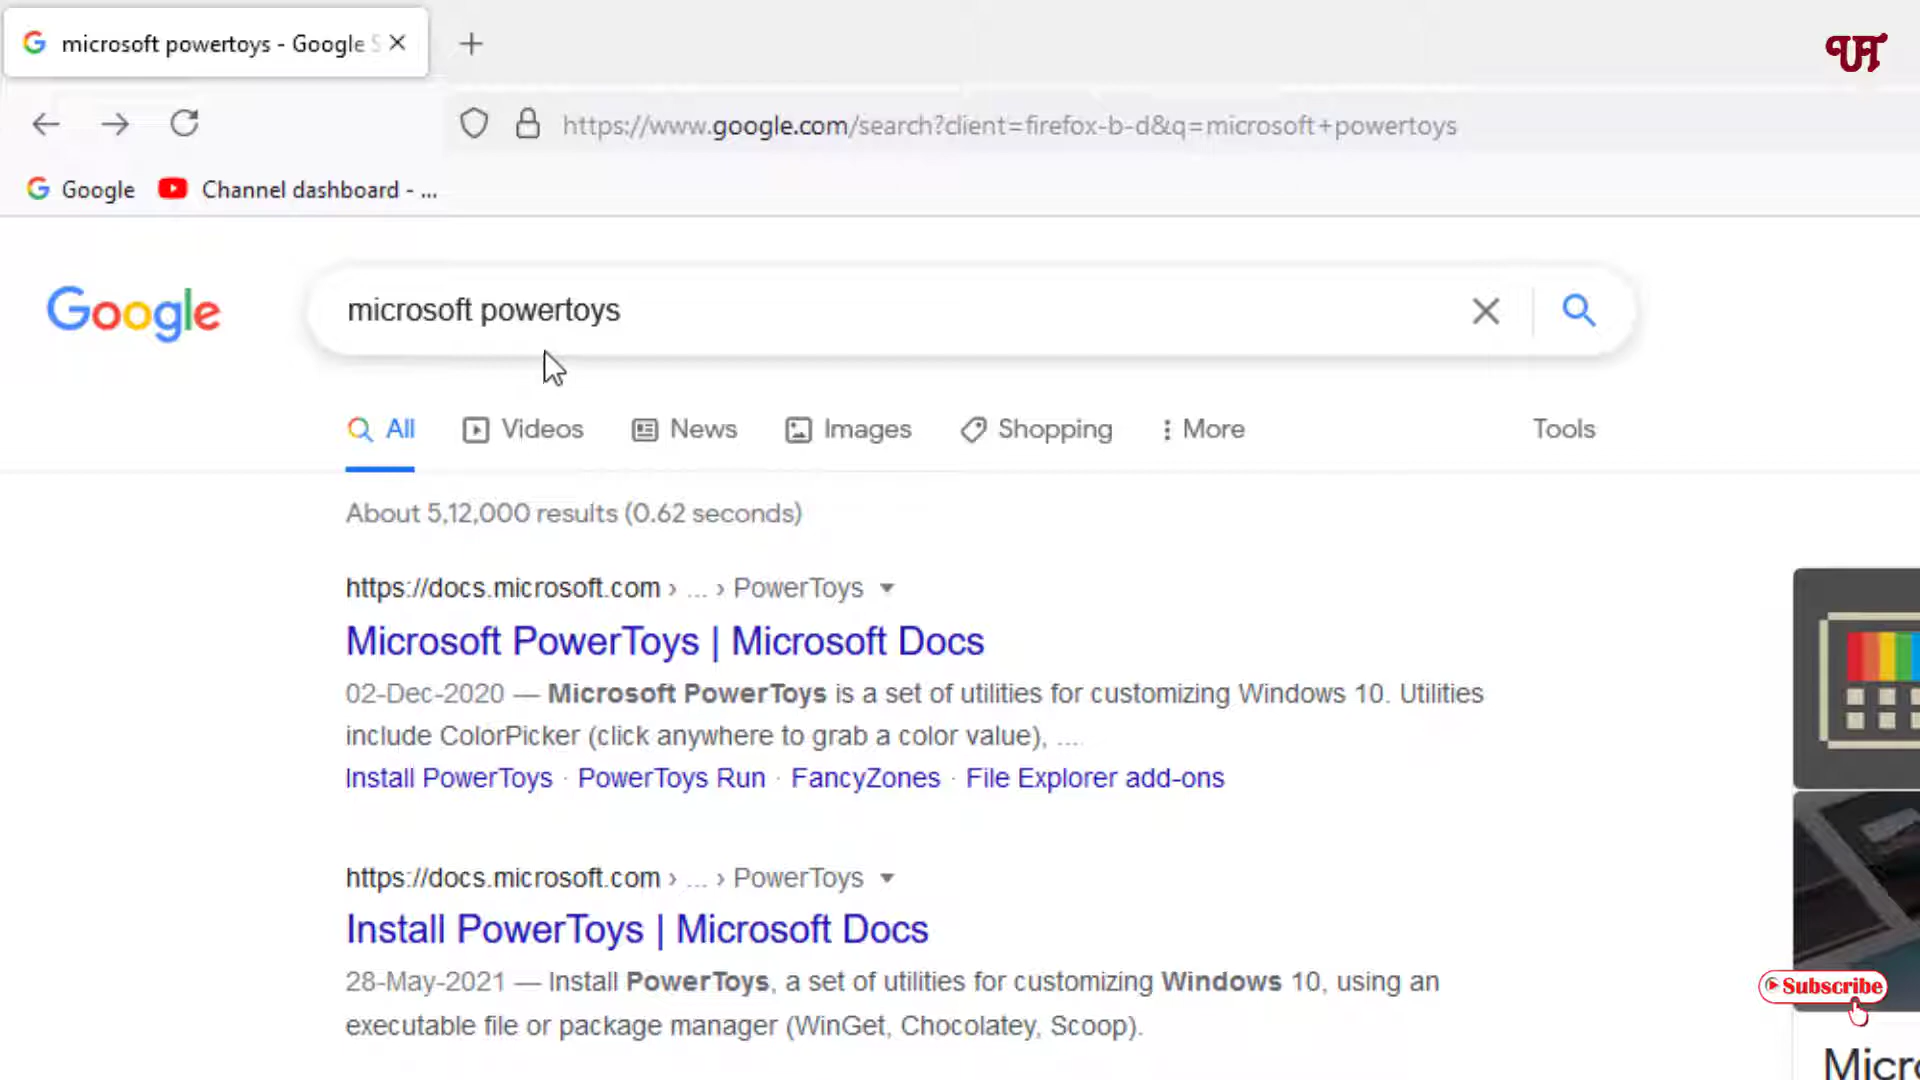 microsoft powertoys - Google S
UT
https://www.google.com/search?client=firefox-b-d&q=microsoft+powertoys
Google Channel dashboard - ...
Google microsoft powertoys
All Videos News Images Shopping More Tools
About 5,12,000 results (0.62 seconds)
https://docs.microsoft.com › ... › PowerToys
Microsoft PowerToys | Microsoft Docs
02-Dec-2020 — Microsoft PowerToys is a set of utilities for customizing Windows 10. Utilities
include ColorPicker (click anywhere to grab a color value), ...
Install PowerToys · PowerToys Run · FancyZones · File Explorer add-ons
https://docs.microsoft.com › ... › PowerToys
Install PowerToys | Microsoft Docs
28-May-2021 — Install PowerToys, a set of utilities for customizing Windows 10, using an
executable file or package manager (WinGet, Chocolatey, Scoop).
Subscribe
Micr